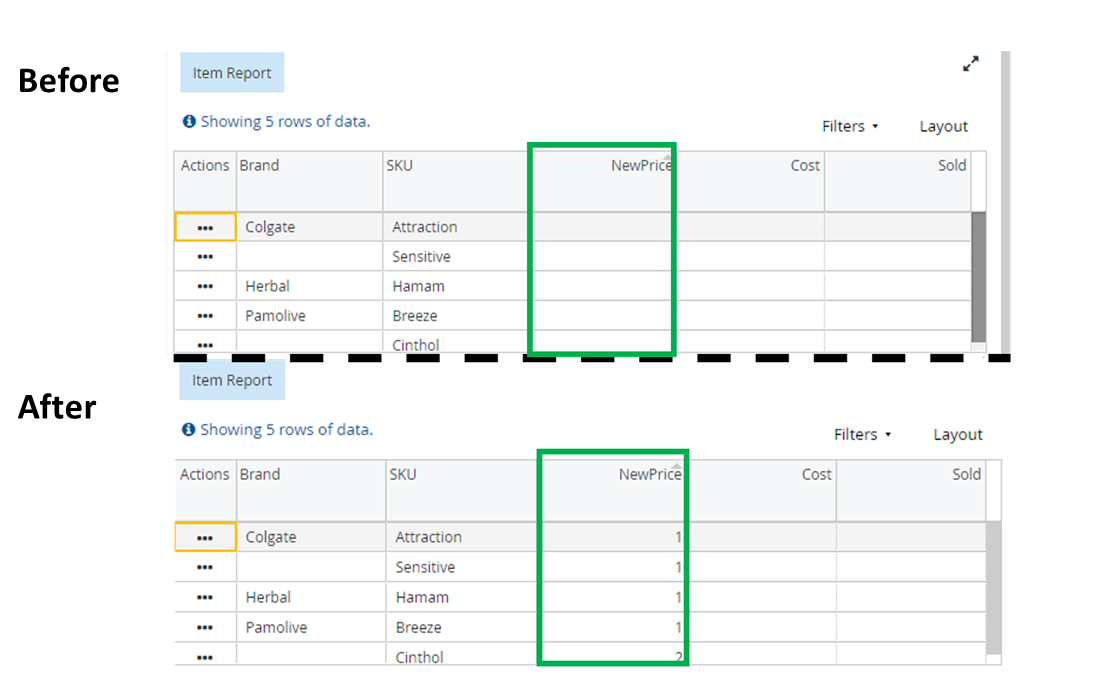 Before
Item Report
Showing 5 rows of data.
Filters Layout
Actions Brand SKU NewPrice Cost Sold
••• Colgate Attraction
••• Sensitive
••• Herbal Hamam
••• Pamolive Breeze
••• Cinthol
Item Report
After
Showing 5 rows of data.
Filters Layout
Actions Brand SKU NewPrice Cost Sold
••• Colgate Attraction 1
••• Sensitive 1
••• Herbal Hamam 1
••• Pamolive Breeze 1
••• Cinthol 2